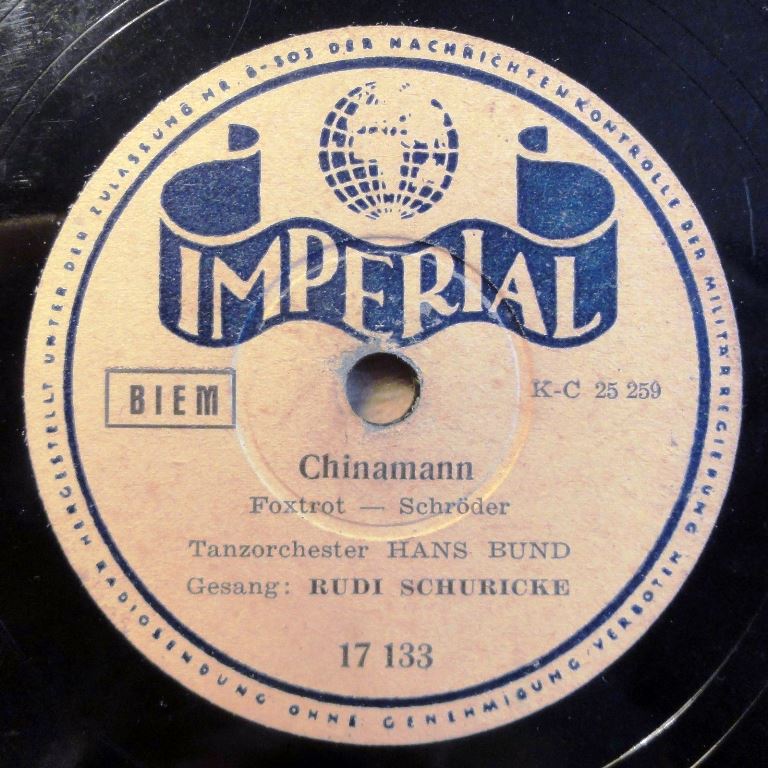 HERGESTELLT UNTER DER ZULASSUNG NR. B-503 DER NACHRICHTENKONTROLLE DER MILITÄRREGIERUNG
IMPERIAL
BIEM
K-C 25 259
Chinamann
Foxtrot — Schröder
Tanzorchester HANS BUND
Gesang: RUDI SCHURICKE
17 133
RADIOSENDUNG OHNE GENEHMIGUNG VERBOTEN